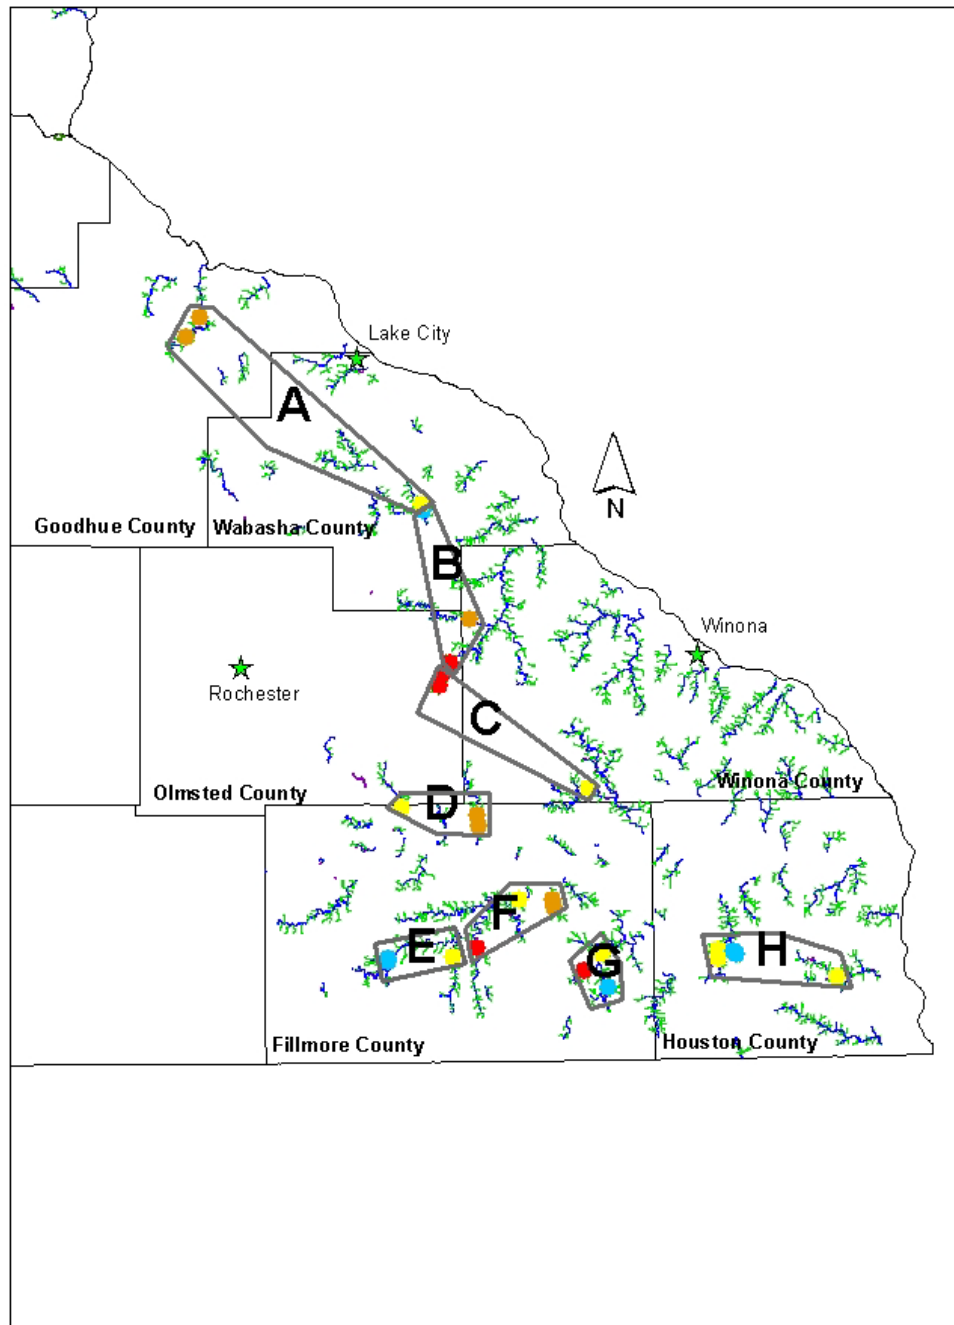 Lake City
A
N
Goodhue County
Wabasha County
B
Winona
Rochester
C
Winona County
Olmsted County
D
F
E
G
H
Fillmore County
Houston County